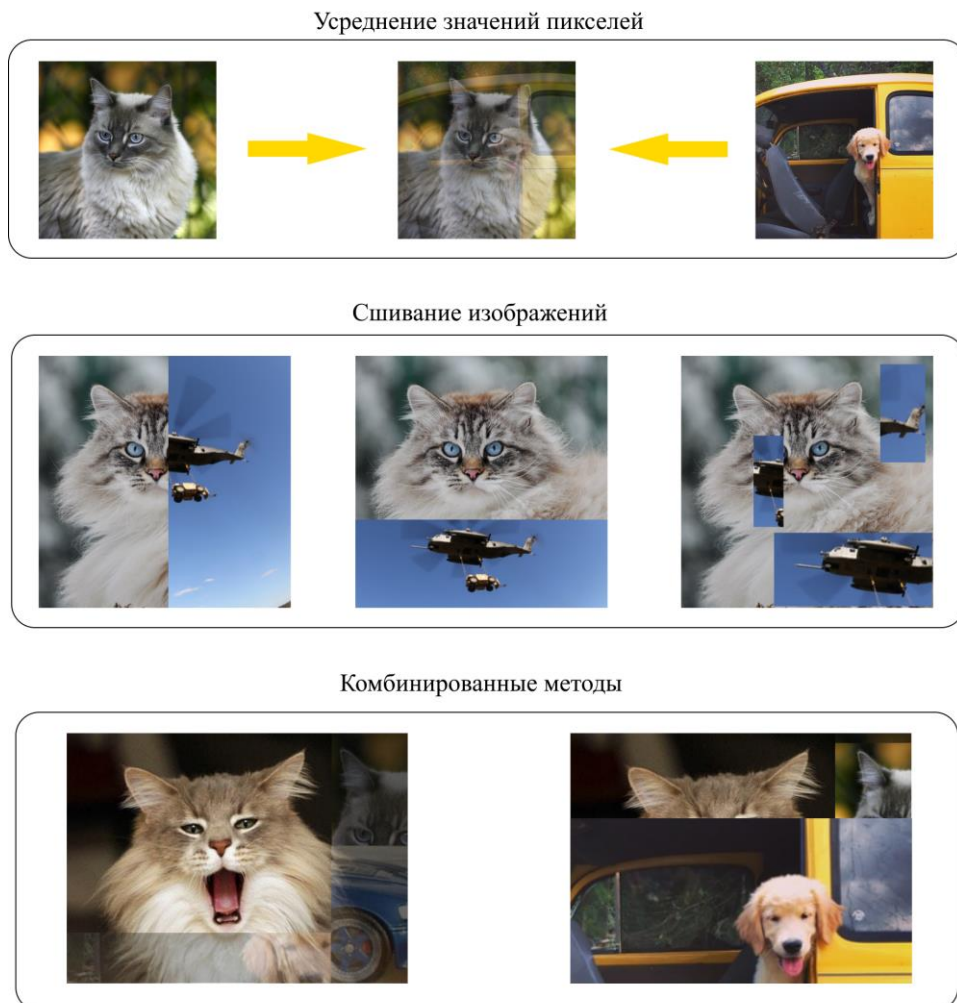 Усреднение значений пикселей
Сшивание изображений
Комбинированные методы